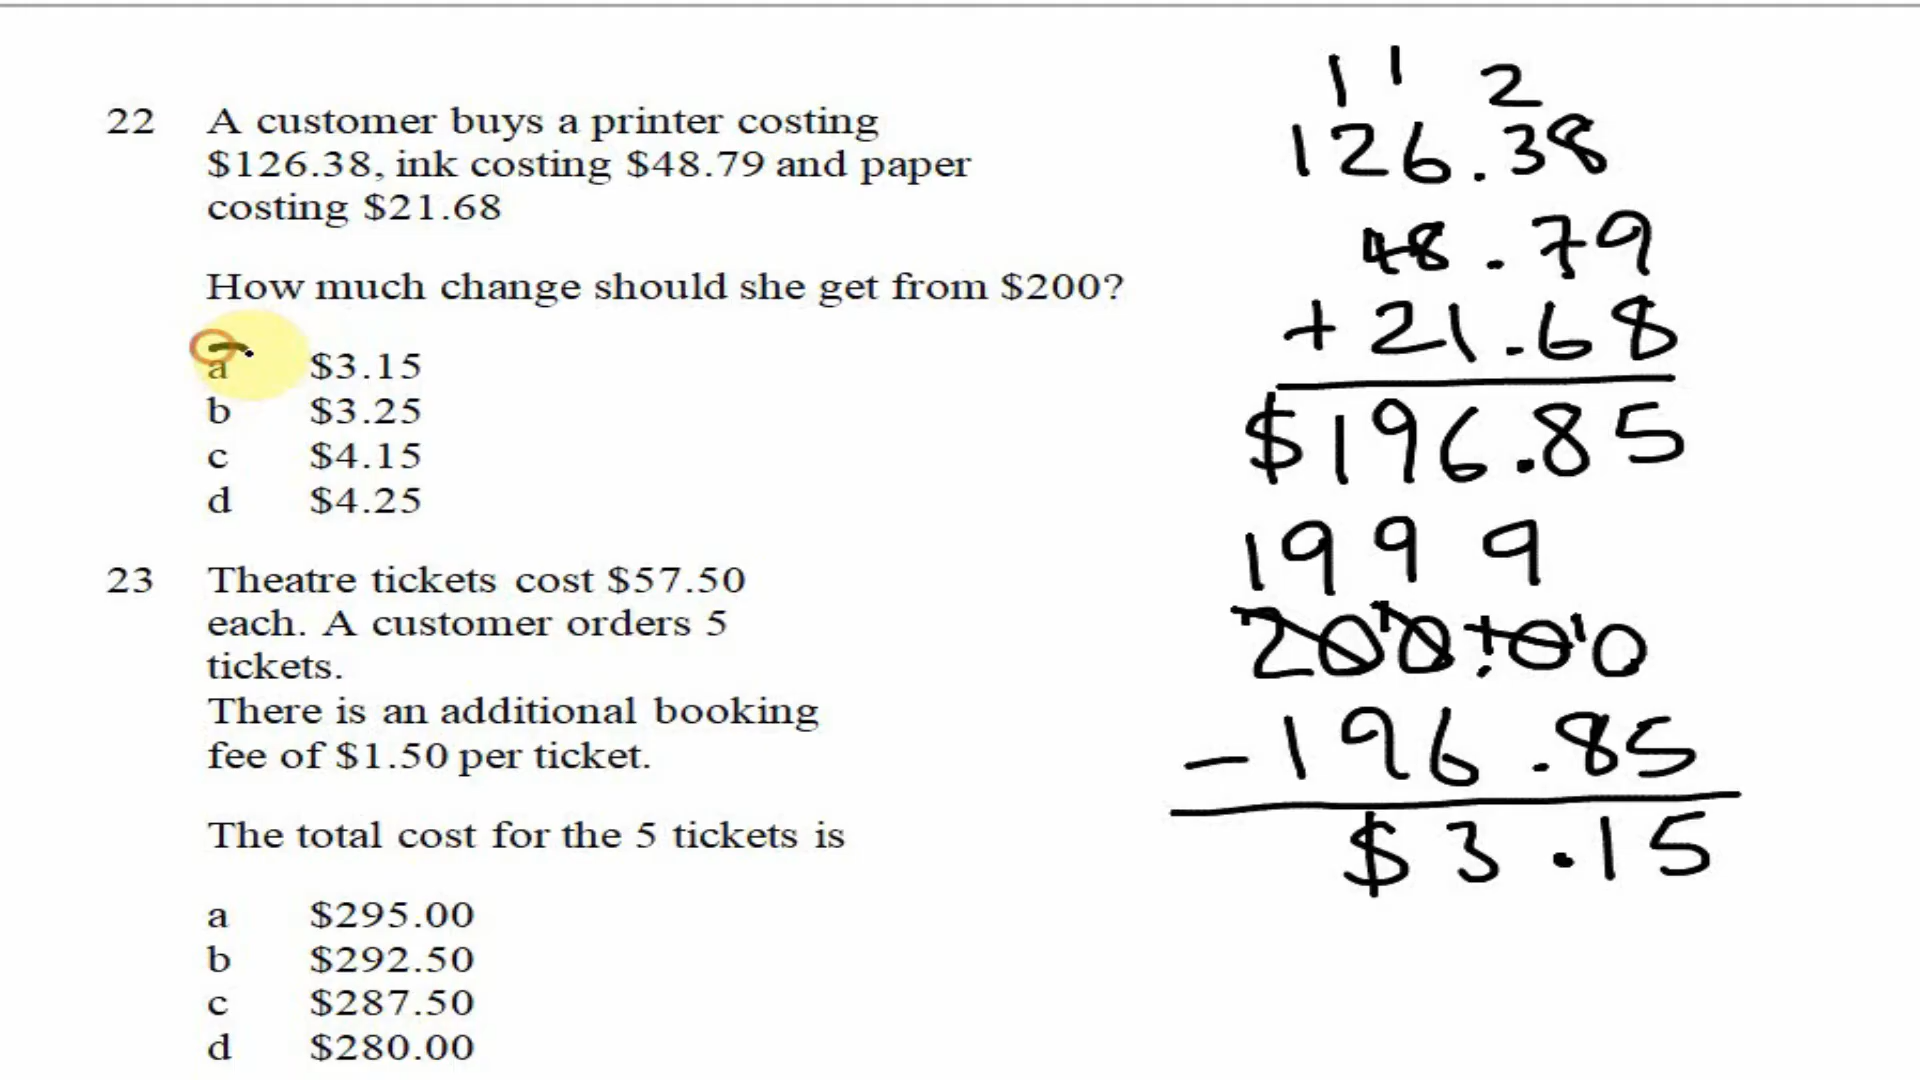 22 A customer buys a printer costing
$126.38, ink costing $48.79 and paper
costing $21.68
How much change should she get from $200?
a $3.15
b $3.25
c $4.15
d $4.25
23 Theatre tickets cost $57.50
each. A customer orders 5
tickets.
There is an additional booking
fee of $1.50 per ticket.
The total cost for the 5 tickets is
a $295.00
b $292.50
c $287.50
d $280.00
1 1 2
126.38
48.79
+ 21.68
$196.85
199 9
200.00
- 196.85
$3.15